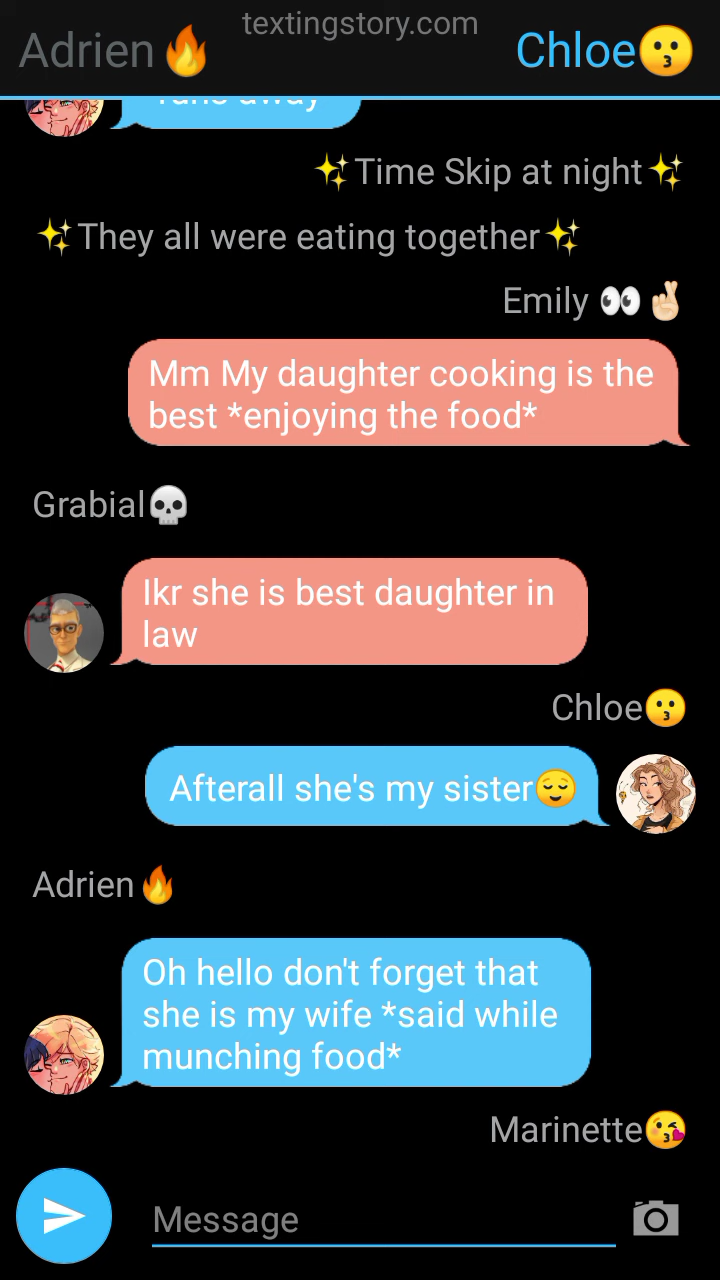 textingstory.com
Adrien🔥
Chloe😗
runs away
✨Time Skip at night✨
✨They all were eating together✨
Emily 👀🤞🏻
Mm My daughter cooking is the
best *enjoying the food*
Grabial💀
Ikr she is best daughter in
law
Chloe😗
Afterall she's my sister😌
Adrien🔥
Oh hello don't forget that
she is my wife *said while
munching food*
Marinette😘
Message